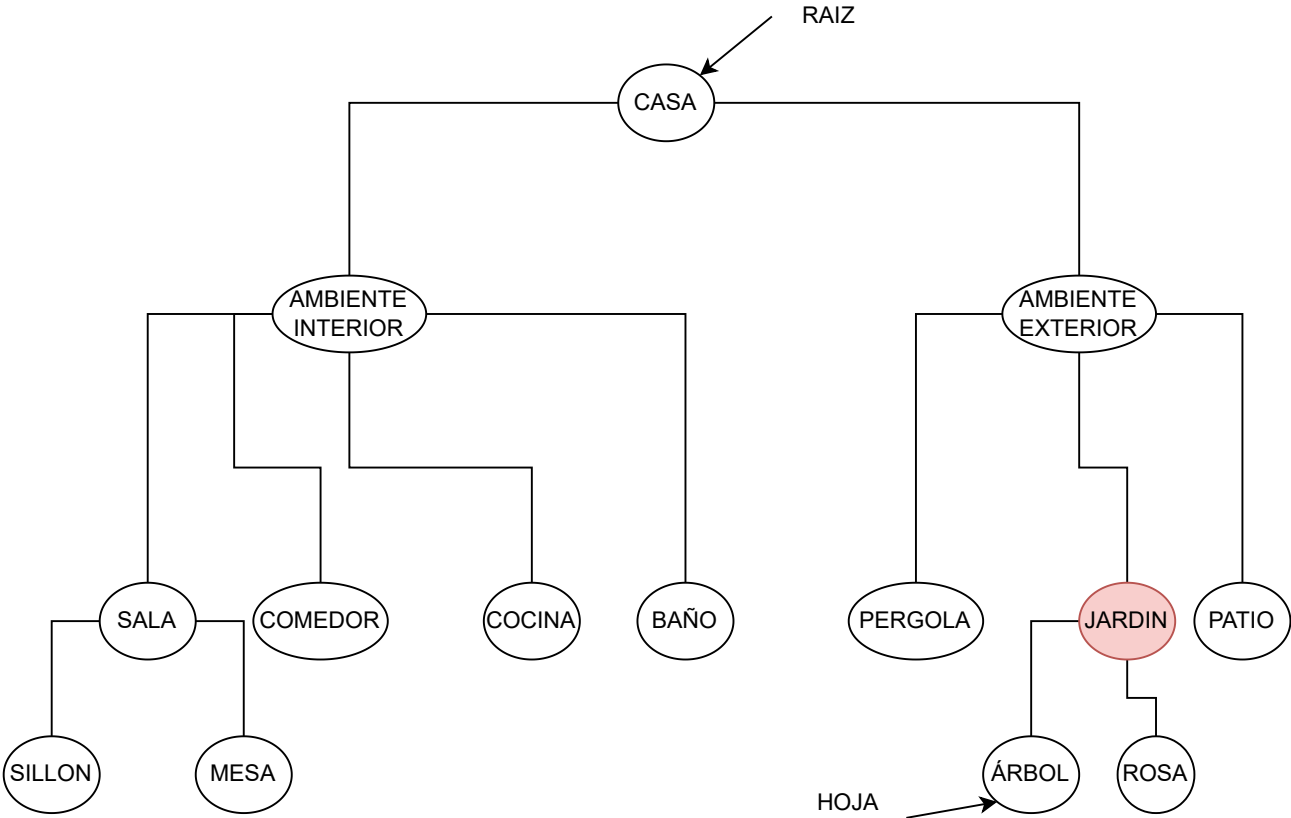 RAIZ
CASA
AMBIENTE
INTERIOR
AMBIENTE
EXTERIOR
SALA
COMEDOR
COCINA
BAÑO
PERGOLA
JARDIN
PATIO
SILLON
MESA
ÁRBOL
ROSA
HOJA